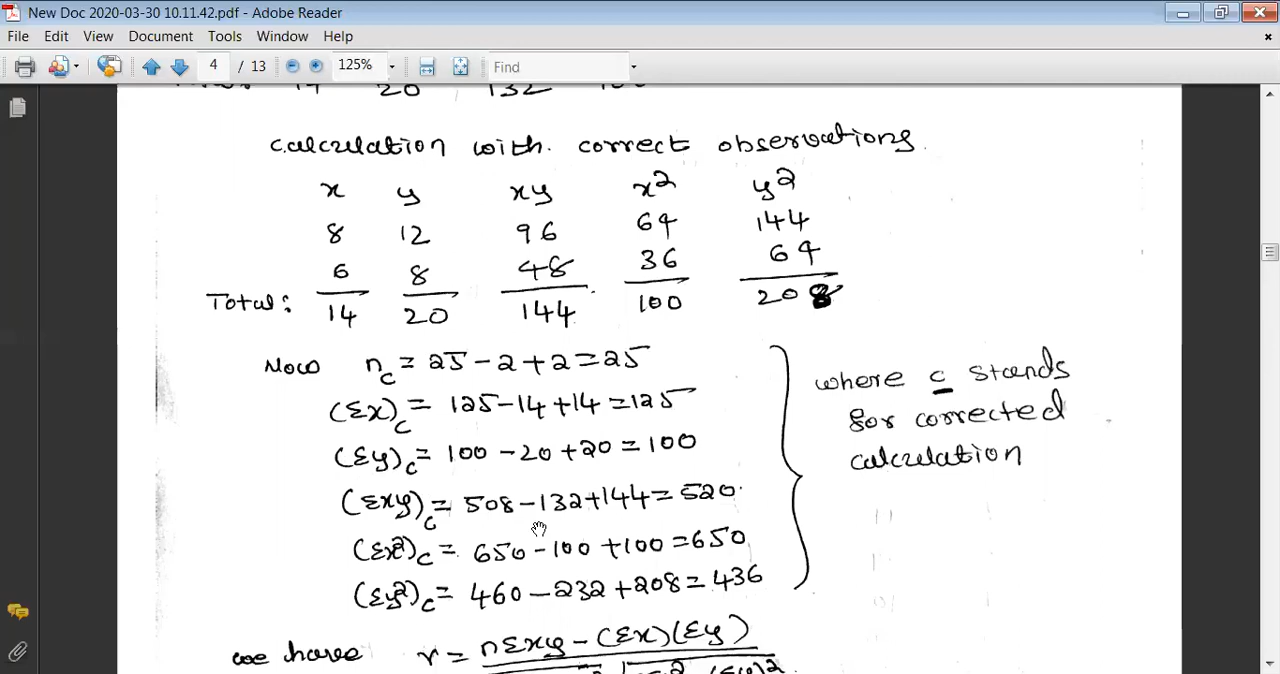 New Doc 2020-03-30 10.11.42.pdf - Adobe Reader
File Edit View Document Tools Window Help
4 / 13 125% Find
14 20 132
calculation with correct observations
x y xy x² y²
8 12 96 64 144
6 8 48 36 64
Total: 14 20 144 100 208
Now n_c = 25 - 2 + 2 = 25
(Σx)_c = 125 - 14 + 14 = 125
(Σy)_c = 100 - 20 + 20 = 100
(Σxy)_c = 508 - 132 + 144 = 520
(Σx²)_c = 650 - 100 + 100 = 650
(Σy²)_c = 460 - 232 + 208 = 436
where c stands
for corrected
calculation
we have r = nΣxy - (Σx)(Σy)